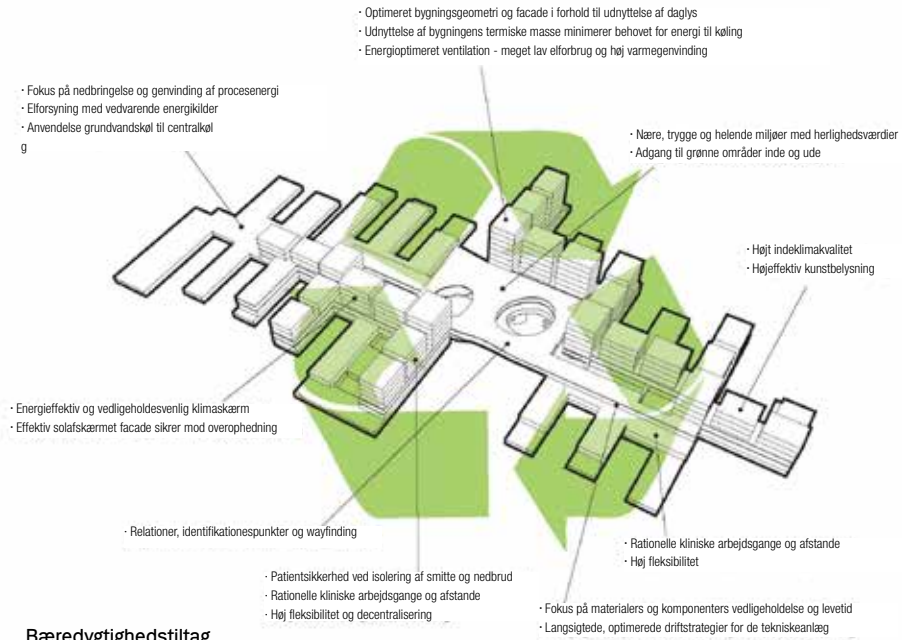 · Optimeret bygningsgeometri og facade i forhold til udnyttelse af daglys
· Udnyttelse af bygningens termiske masse minimerer behovet for energi til køling
· Energioptimeret ventilation - meget lav elforbrug og høj varmegenvinding
· Fokus på nedbringelse og genvinding af procesenergi
· Elforsyning med vedvarende energikilder
· Anvendelse grundvandskøl til centralkøl
g
· Nære, trygge og helende miljøer med herlighedsværdier
· Adgang til grønne områder inde og ude
· Højt indeklimakvalitet
· Højeffektiv kunstbelysning
· Energieffektiv og vedligeholdesvenlig klimaskærm
· Effektiv solafskærmet facade sikrer mod overophedning
· Relationer, identifikationespunkter og wayfinding
· Rationelle kliniske arbejdsgange og afstande
· Høj fleksibilitet
· Patientsikkerhed ved isolering af smitte og nedbrud
· Rationelle kliniske arbejdsgange og afstande
· Høj fleksibilitet og decentralisering
· Fokus på materialers og komponenters vedligeholdelse og levetid
· Langsigtede, optimerede driftstrategier for de tekniskeanlæg
Bæredygtighedstiltag